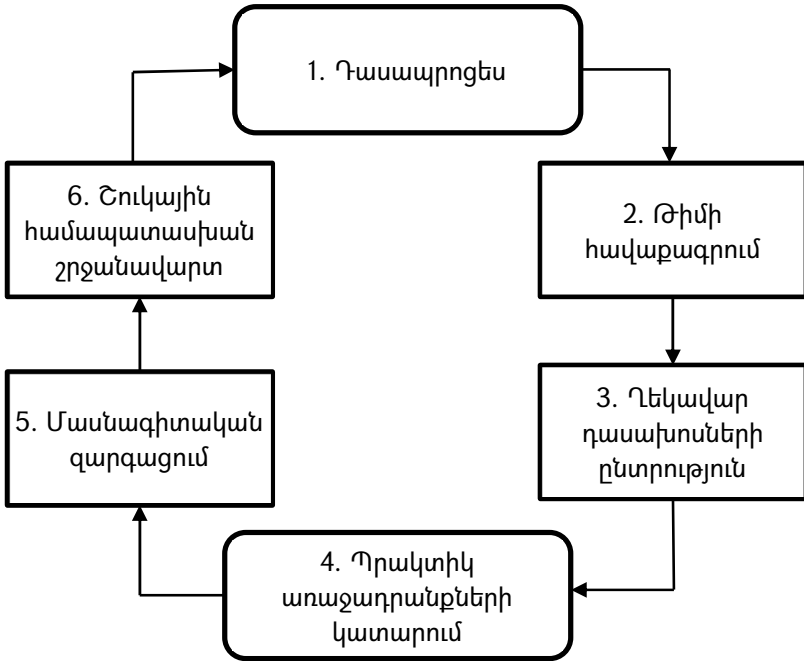 1. Դասապրոցես
2. Թիմի
հավաքագրում
3. Ղեկավար
դասախոսների
ընտրություն
4. Պրակտիկ
առաջադրանքների
կատարում
5. Մասնագիտական
զարգացում
6. Շուկային
համապատասխան
շրջանավարտ